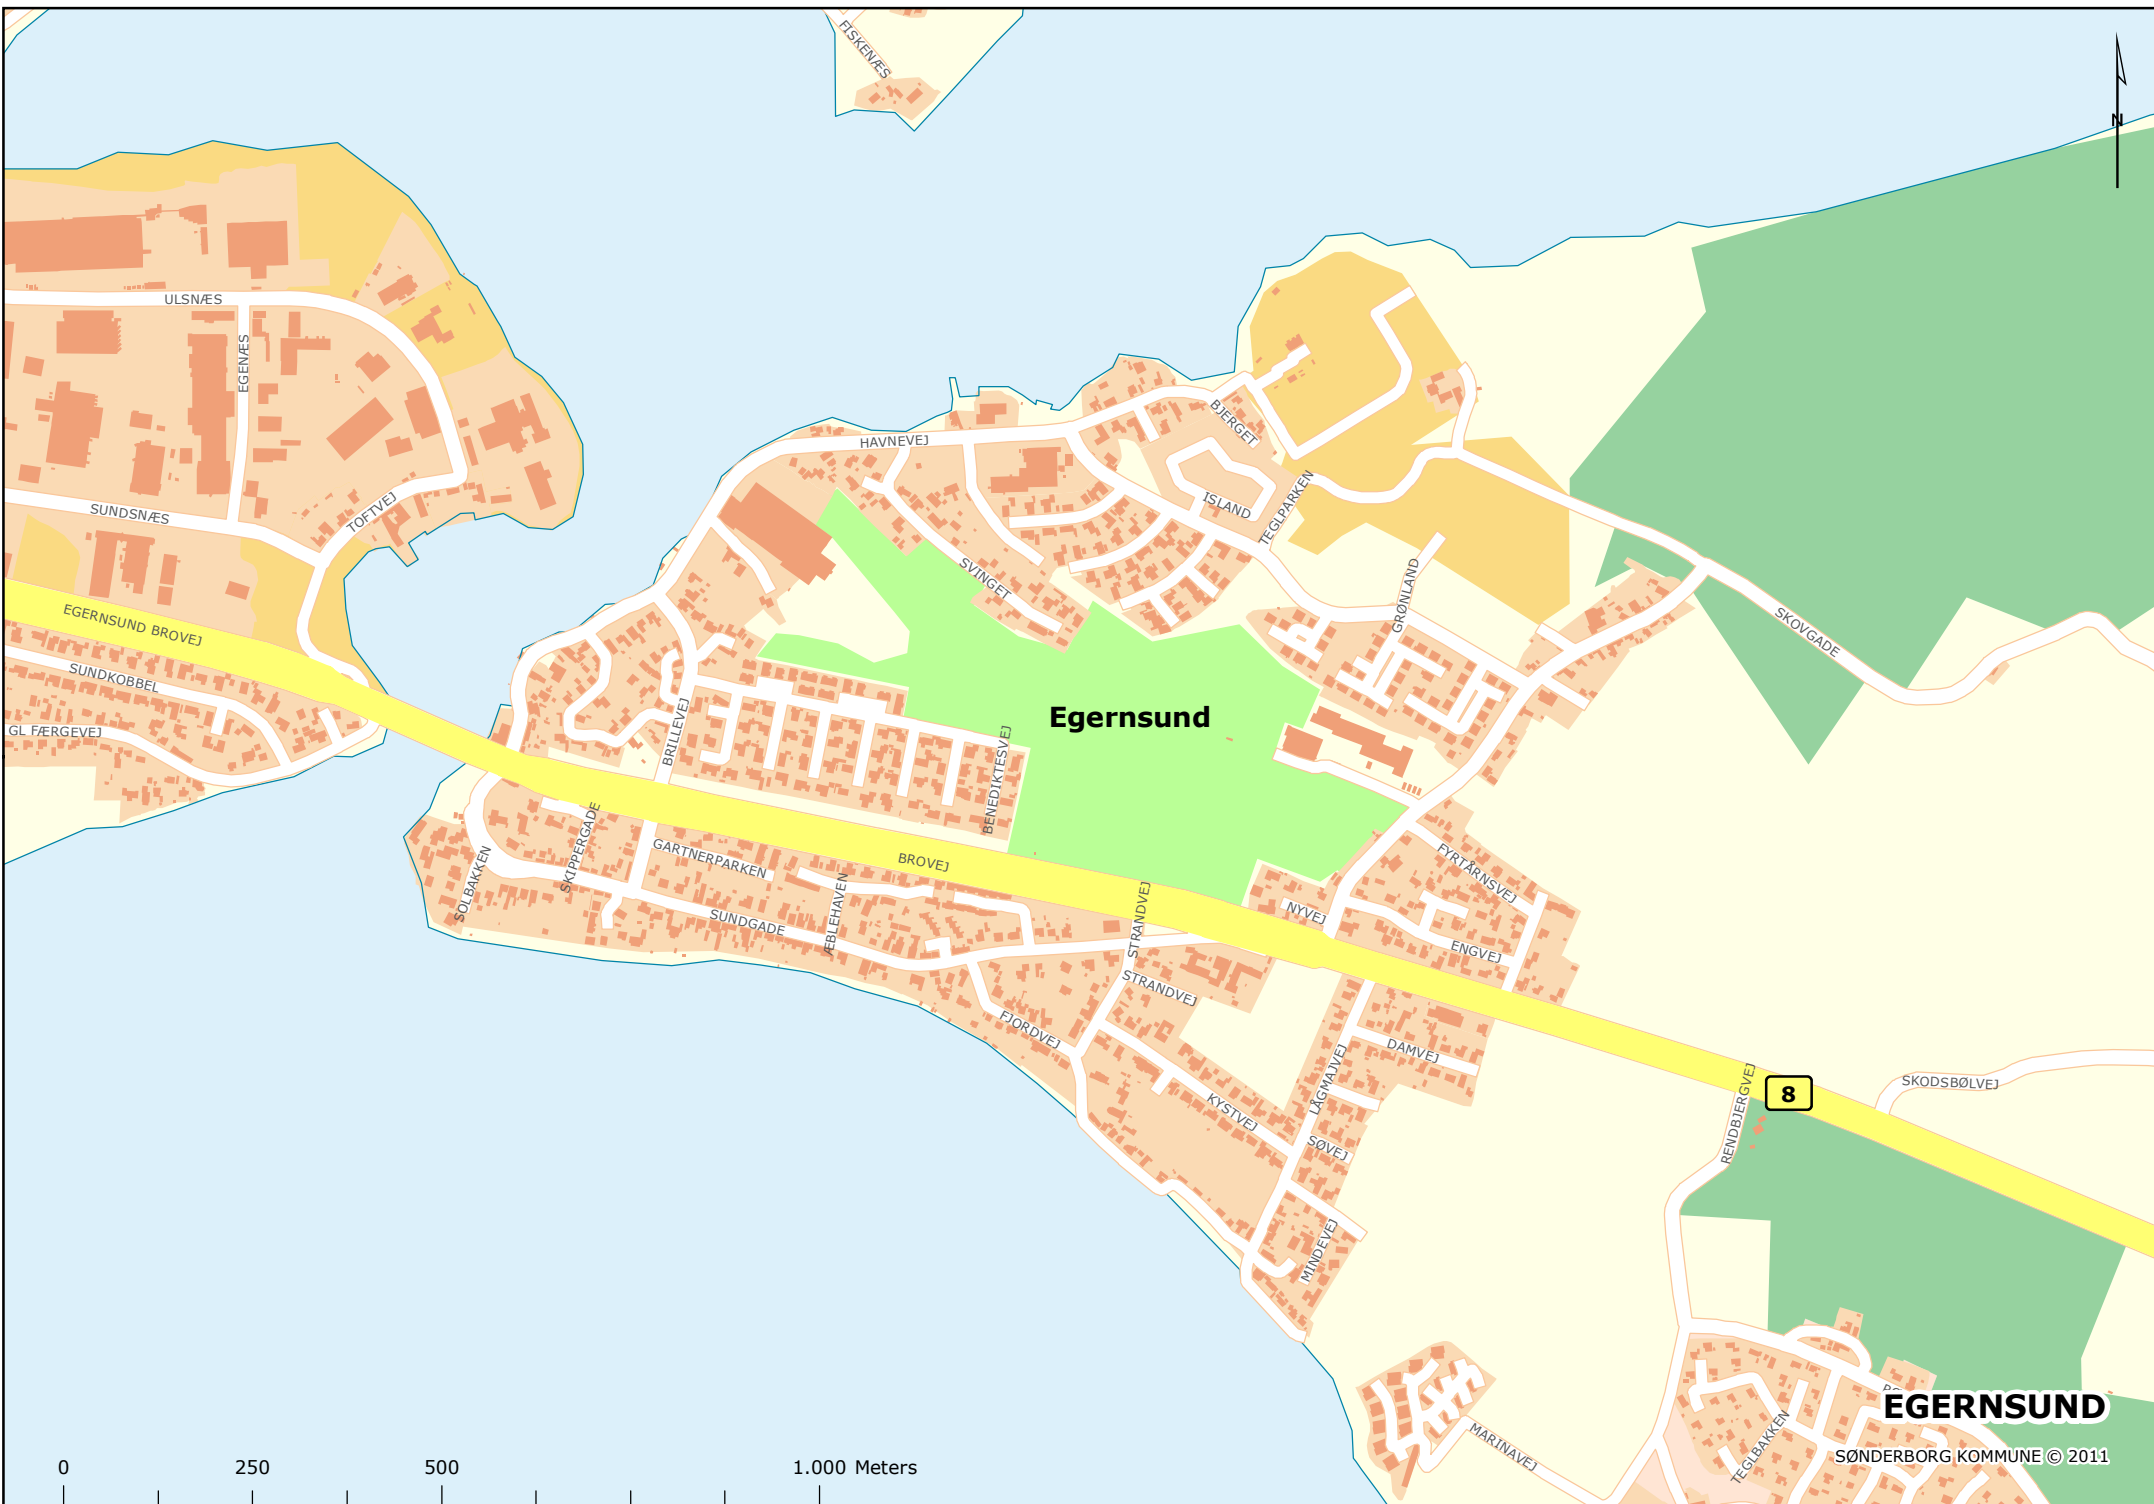 FISKENÆS
N
ULSNÆS
EGENÆS
HAVNEVEJ
BJERGET
ISLAND
TEGLPARKEN
SUNDSNÆS
TOFTVEJ
SVINGET
GRØNLAND
EGERNSUND BROVEJ
SKOVGADE
SUNDKOBBEL
GL FÆRGEVEJ
BRILLEVEJ
Egernsund
BENEDIKTESVEJ
SKIPPERGADE
GARTNERPARKEN
BROVEJ
FYRTÅRNSVEJ
SOLBAKKEN
SUNDGADE
ÆBLEHAVEN
STRANDVEJ
NYVEJ
ENGVEJ
STRANDVEJ
FJORDVEJ
DAMVEJ
LÅGMAJVEJ
RENDBJERGVEJ
8
SKODSBØLVEJ
KYSTVEJ
SØVEJ
MINDEVEJ
EGERNSUND
MARINAVEJ
TEGLBAKKEN
SØNDERBORG KOMMUNE © 2011
0 250 500 1.000 Meters